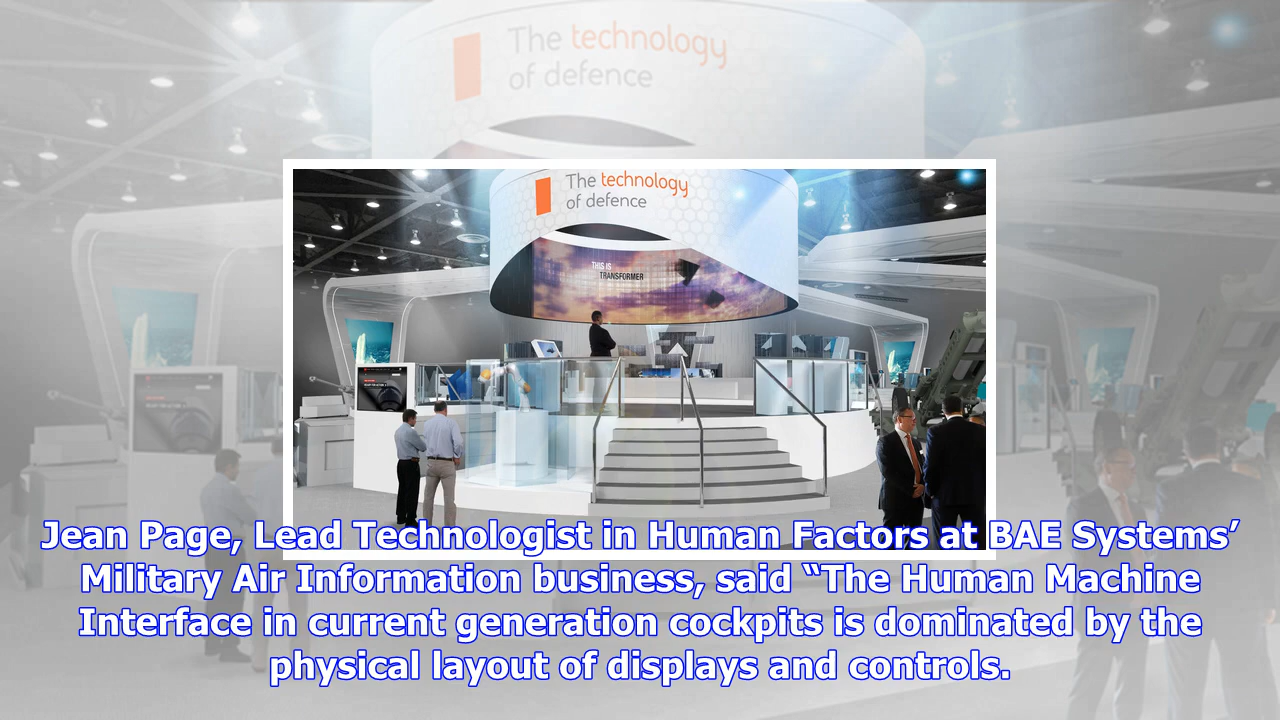 The technology
of defence
The technology
of defence
THIS IS
TRANSFORMER
Jean Page, Lead Technologist in Human Factors at BAE Systems’
Military Air Information business, said “The Human Machine
Interface in current generation cockpits is dominated by the
physical layout of displays and controls.